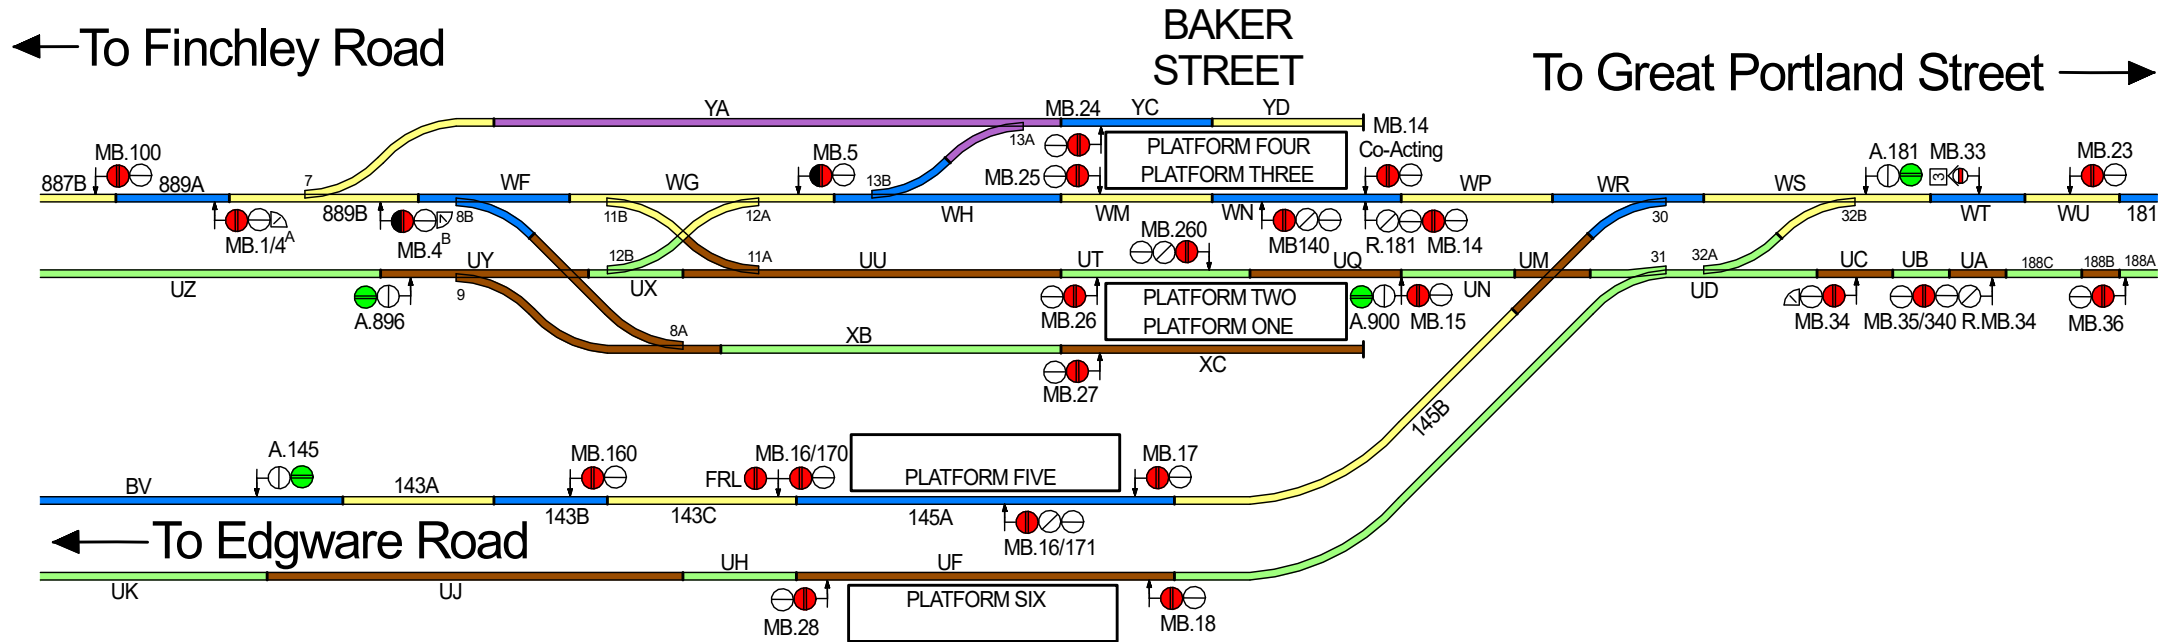 BAKER
STREET
To Finchley Road
To Great Portland Street
YA
MB.24
YC
YD
13A
MB.14
Co-Acting
PLATFORM FOUR
PLATFORM THREE
MB.100
MB.5
MB.25
A.181
MB.33
3
MB.23
887B
889A
7
889B
WF
WG
13B
WH
WM
WN
WP
WR
WS
WT
WU
181
8B
11B
12A
30
32B
MB.1/4
A
MB.4
B
MB140
R.181
MB.14
MB.260
UZ
UY
12B
UX
11A
UU
UT
UQ
UN
UM
31
32A
UD
UC
UB
UA
188C
188B
188A
9
A.896
MB.26
PLATFORM TWO
PLATFORM ONE
A.900
MB.15
MB.34
MB.35/340
R.MB.34
MB.36
8A
XB
XC
MB.27
145B
A.145
MB.160
FRL
MB.16/170
PLATFORM FIVE
MB.17
BV
143A
143B
143C
145A
MB.16/171
To Edgware Road
UK
UJ
UH
UF
MB.28
PLATFORM SIX
MB.18